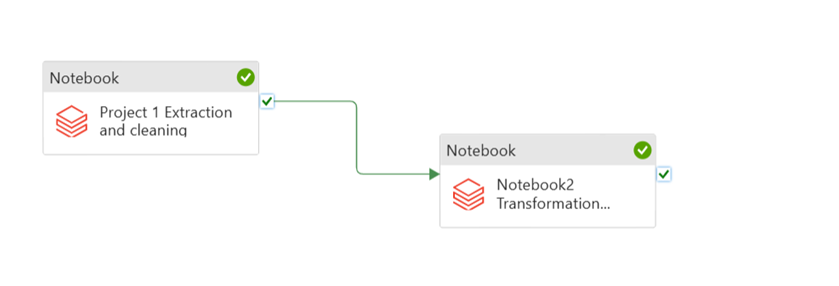 Notebook
Project 1 Extraction
and cleaning
Notebook
Notebook2
Transformation...